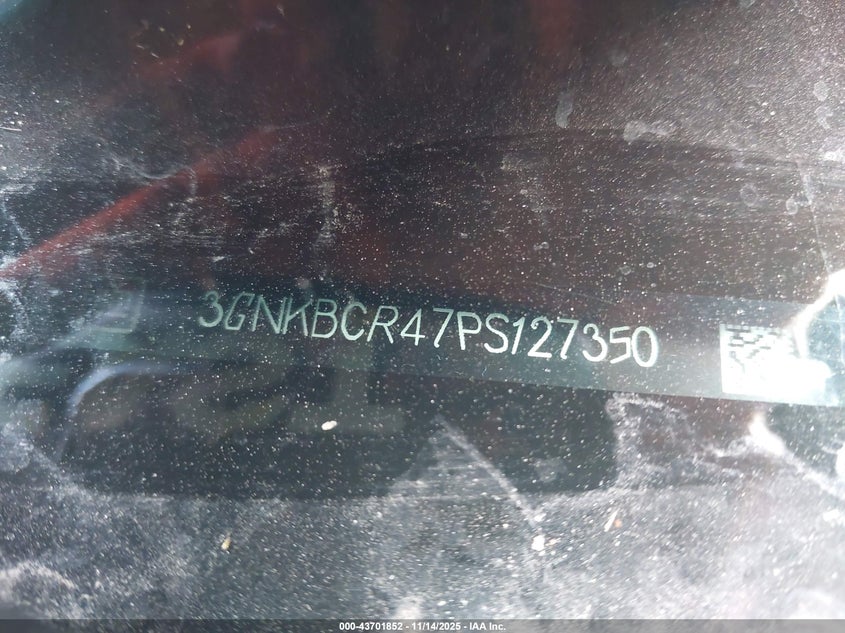 3GNKBCR47PS127350
000-43701852 - 11/14/2025 - IAA Inc.